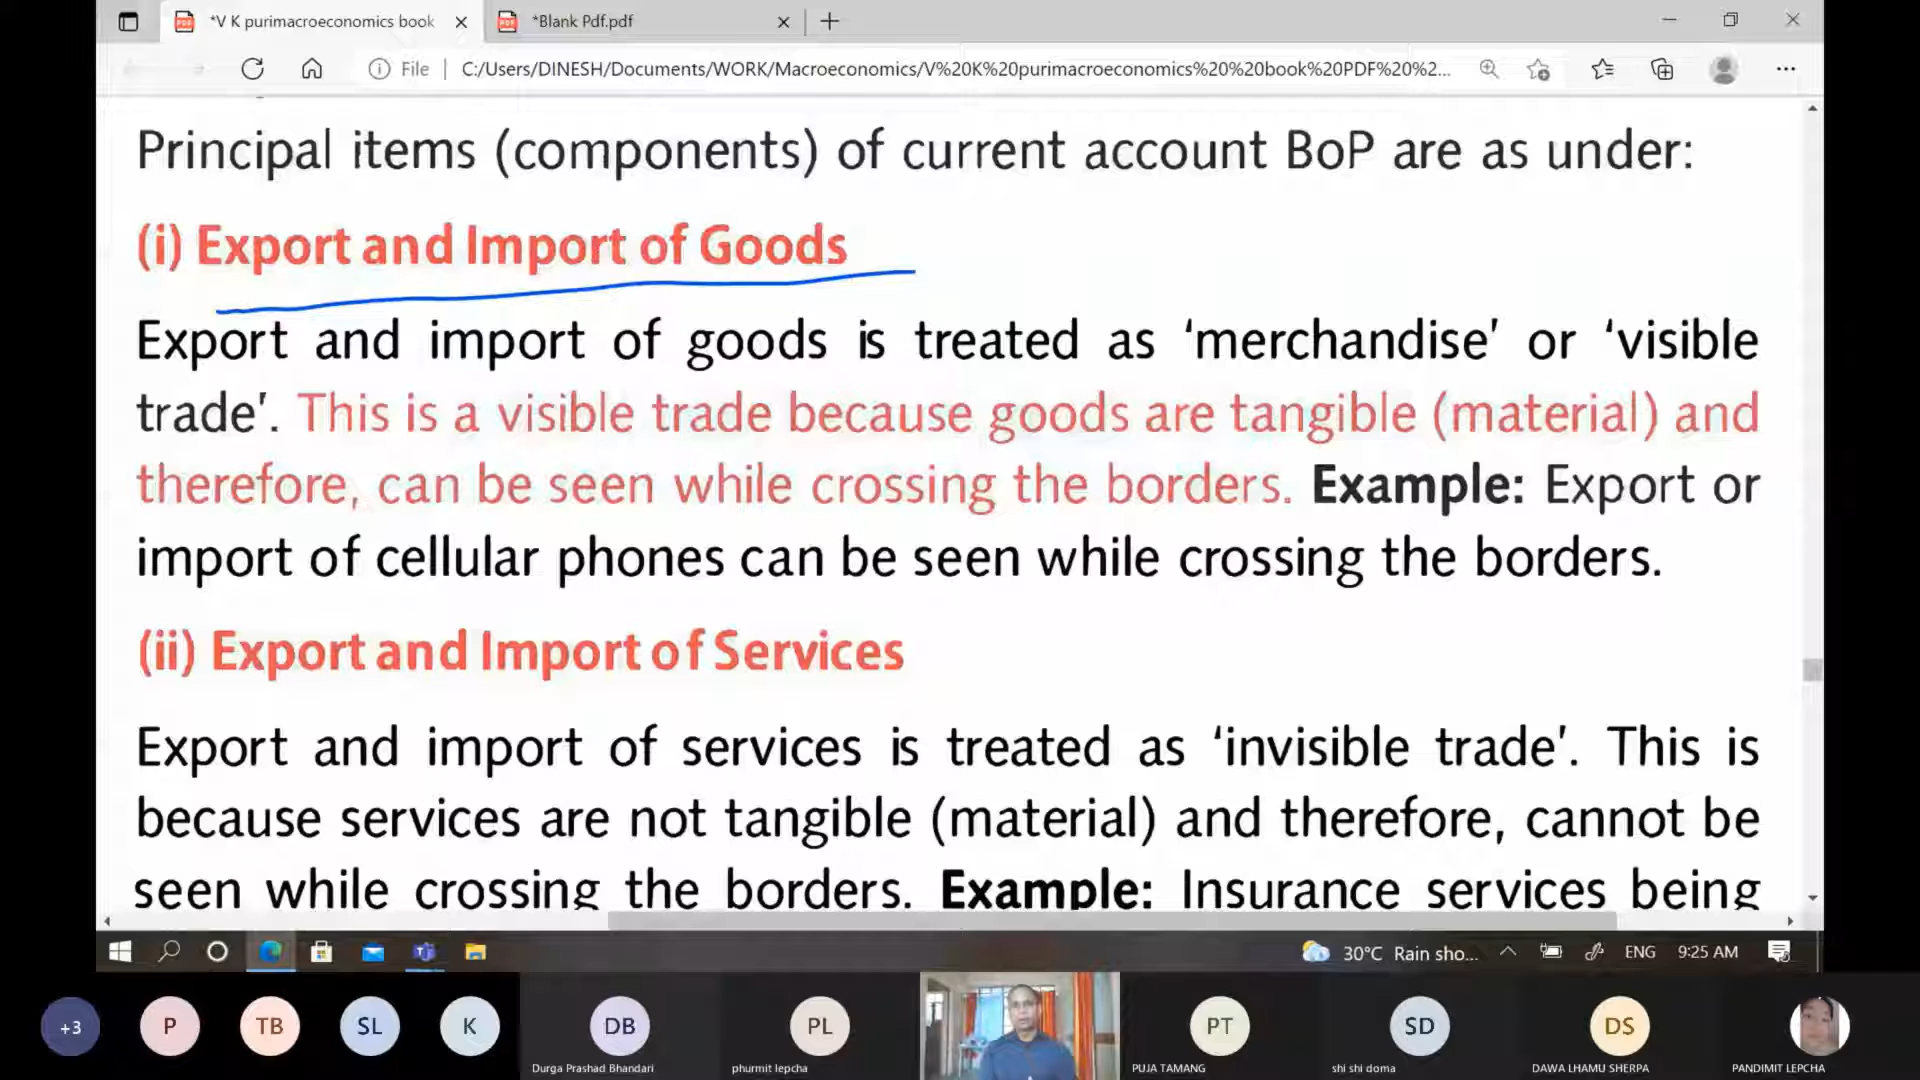 *V K purimacroeconomics book
*Blank Pdf.pdf
File
C:/Users/DINESH/Documents/WORK/Macroeconomics/V%20K%20purimacroeconomics%20%20book%20PDF%20%2...
Principal items (components) of current account BoP are as under:
(i) Export and Import of Goods
Export and import of goods is treated as ‘merchandise’ or ‘visible
trade’. This is a visible trade because goods are tangible (material) and
therefore, can be seen while crossing the borders. Example: Export or
import of cellular phones can be seen while crossing the borders.
(ii) Export and Import of Services
Export and import of services is treated as ‘invisible trade’. This is
because services are not tangible (material) and therefore, cannot be
seen while crossing the borders. Example: Insurance services being
30°C Rain sho...
ENG
9:25 AM
+3
P
TB
SL
K
DB
PL
PT
SD
DS
Durga Prashad Bhandari
phurmit lepcha
PUJA TAMANG
shi shi doma
DAWA LHAMU SHERPA
PANDIMIT LEPCHA